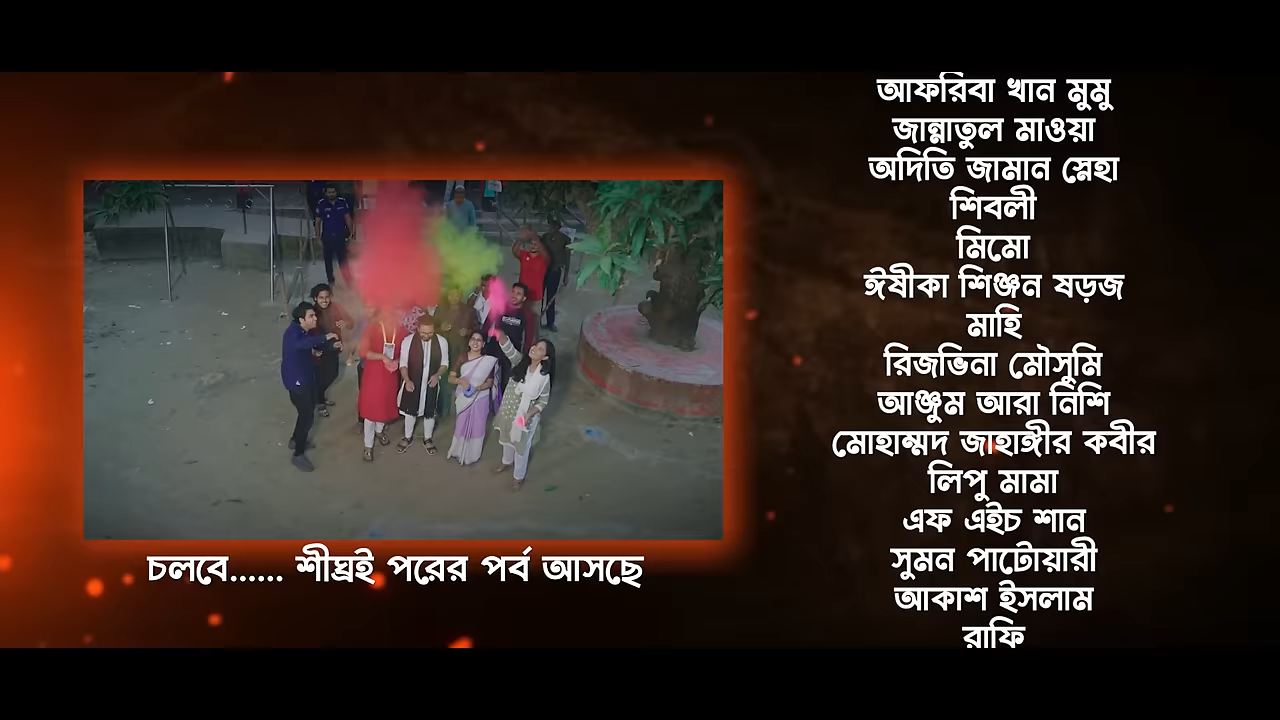 চলবে...... শীঘ্রই পরের পর্ব আসছে
আফরিবা খান মুমু
জান্নাতুল মাওয়া
অদিতি জামান স্নেহা
শিবলী
মিমো
ঈষীকা শিঞ্জন ষড়জ
মাহি
রিজভিনা মৌসুমি
আঞ্জুম আরা নিশি
মোহাম্মদ জাহাঙ্গীর কবীর
লিপু মামা
এফ এইচ শান
সুমন পাটোয়ারী
আকাশ ইসলাম
রাফি